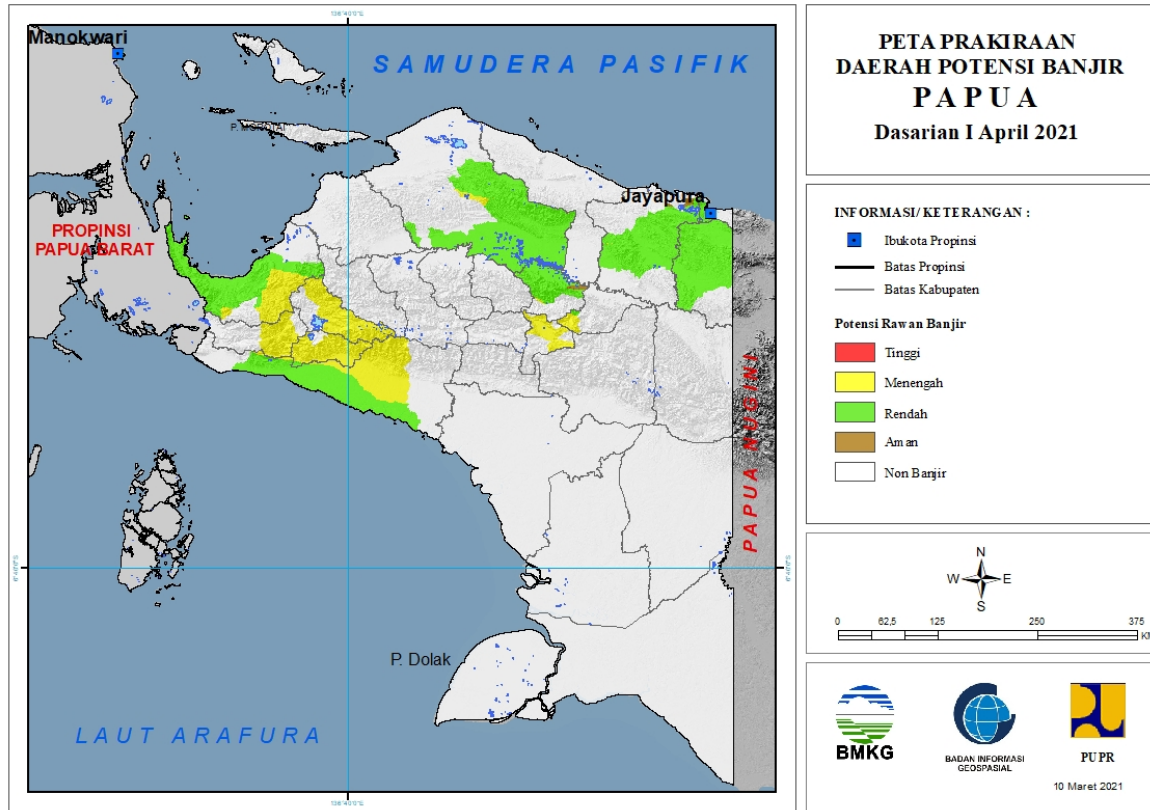 PETA PRAKIRAAN
DAERAH POTENSI BANJIR
PAPUA
Dasarian I April 2021
INFORMASI/ KETERANGAN :
Ibukota Propinsi
Batas Propinsi
Batas Kabupaten
Potensi Rawan Banjir
Tinggi
Menengah
Rendah
Aman
Non Banjir
N
W E
S
0 62,5 125 250 375
KM
BMKG
BADAN INFORMASI
GEOSPASIAL
PUPR
10 Maret 2021
Manokwari
SAMUDERA PASIFIK
Jayapura
PROPINSI
PAPUA BARAT
PAPUA NUGINI
P. Dolak
LAUT ARAFURA